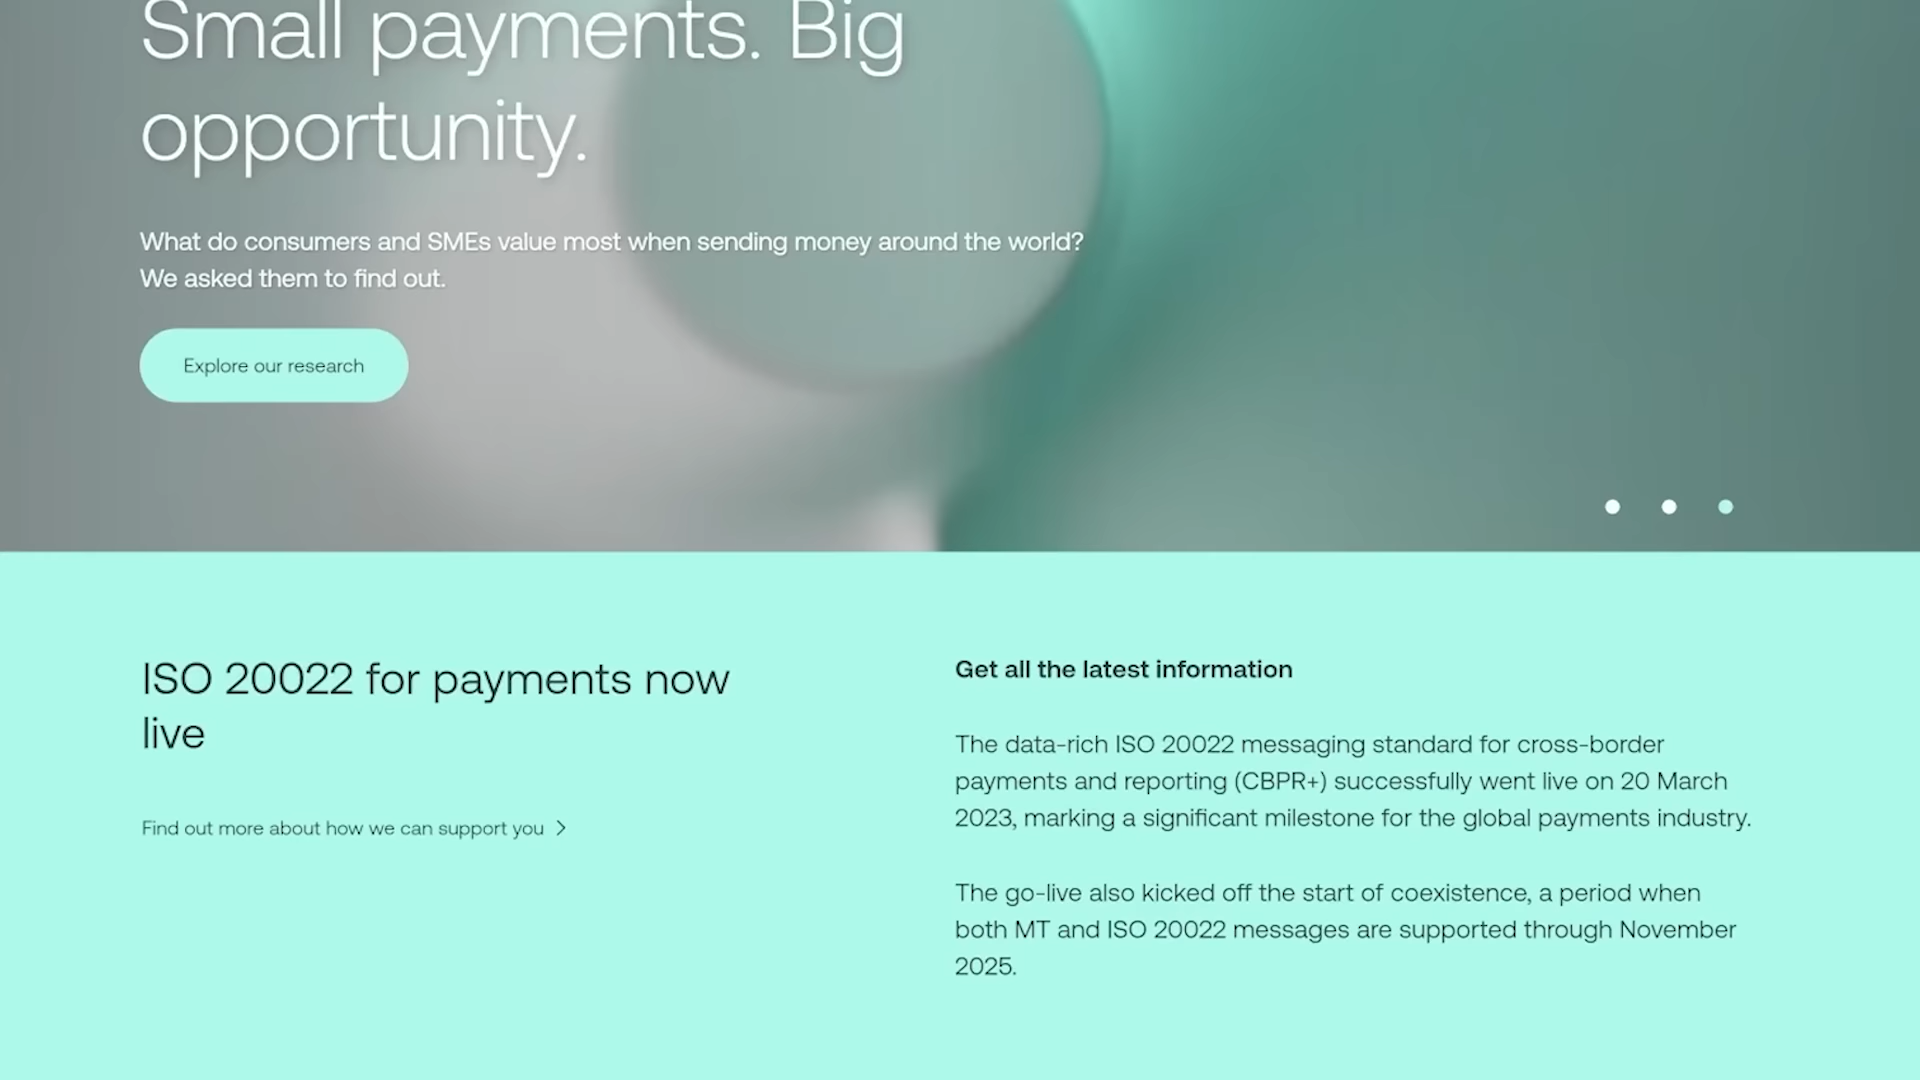 Small payments. Big
opportunity.
What do consumers and SMEs value most when sending money around the world?
We asked them to find out.
Explore our research
ISO 20022 for payments now
live
Find out more about how we can support you
Get all the latest information
The data-rich ISO 20022 messaging standard for cross-border
payments and reporting (CBPR+) successfully went live on 20 March
2023, marking a significant milestone for the global payments industry.
The go-live also kicked off the start of coexistence, a period when
both MT and ISO 20022 messages are supported through November
2025.